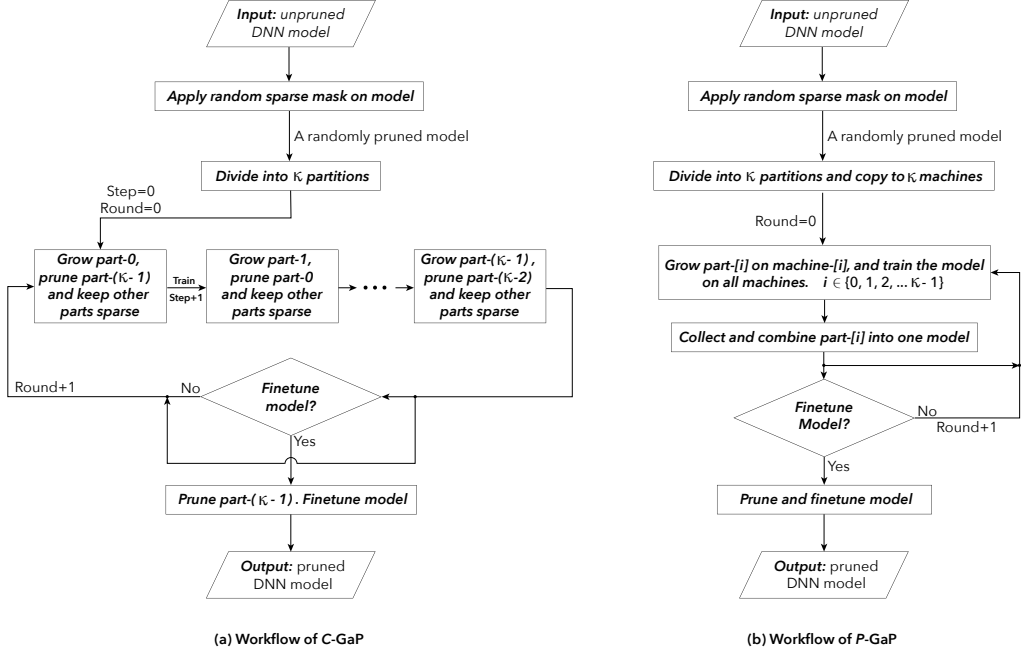 Input: unpruned
DNN model
Apply random sparse mask on model
A randomly pruned model
Divide into κ partitions
Step=0
Round=0
Grow part-0,
prune part-(κ-1)
and keep other
parts sparse
Train
Step+1
Grow part-1,
prune part-0
and keep other
parts sparse
• • •
Grow part-(κ-1),
prune part-(κ-2)
and keep other
parts sparse
Round+1
No
Finetune
model?
Yes
Prune part-(κ-1). Finetune model
Output: pruned
DNN model
(a) Workflow of C-GaP
Input: unpruned
DNN model
Apply random sparse mask on model
A randomly pruned model
Divide into κ partitions and copy to κ machines
Round=0
Grow part-[i] on machine-[i], and train the model
on all machines. i ∈ {0, 1, 2, ... κ-1}
Collect and combine part-[i] into one model
Finetune
Model?
No
Round+1
Yes
Prune and finetune model
Output: pruned
DNN model
(b) Workflow of P-GaP